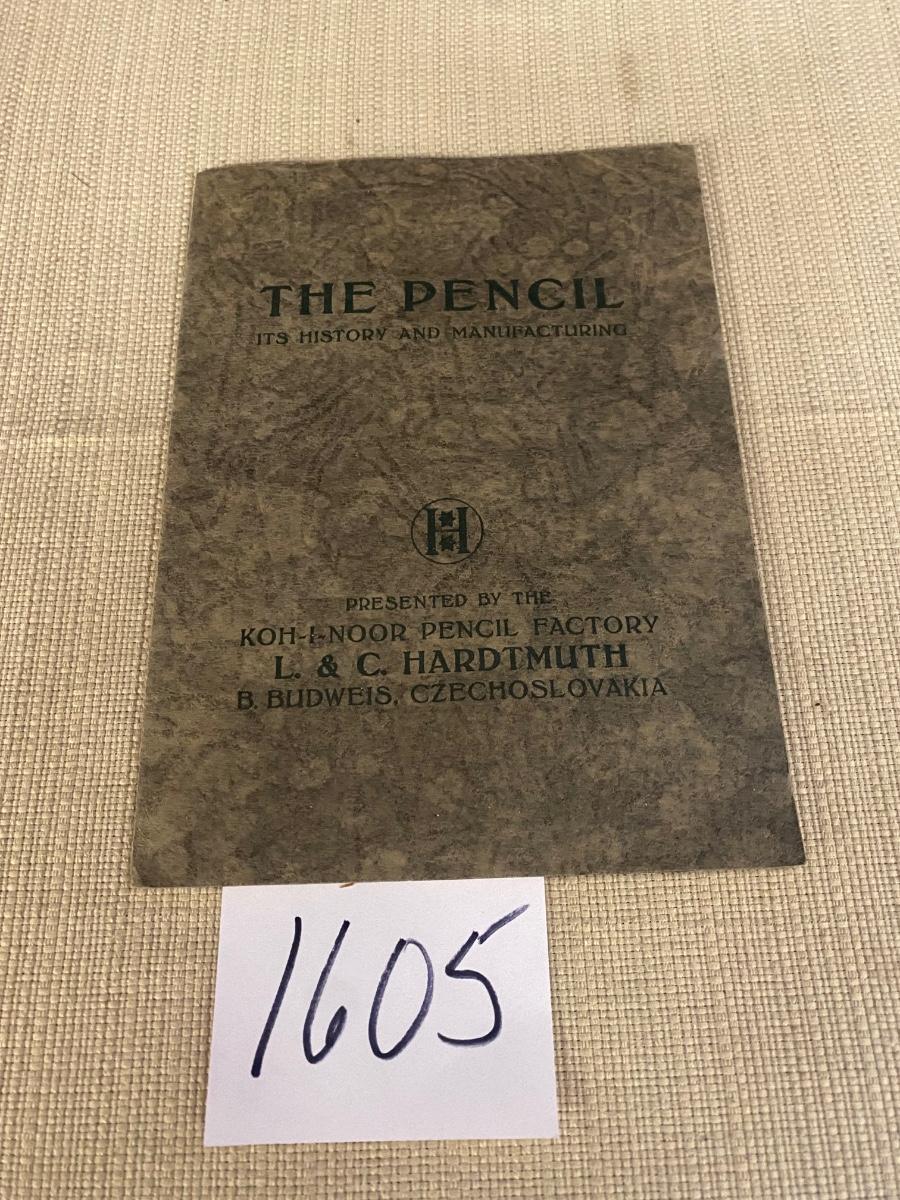 THE PENCIL
ITS HISTORY AND MANUFACTURING
H
PRESENTED BY THE
KOH-I-NOOR PENCIL FACTORY
L. & C. HARDTMUTH
B. BUDWEIS, CZECHOSLOVAKIA
1605